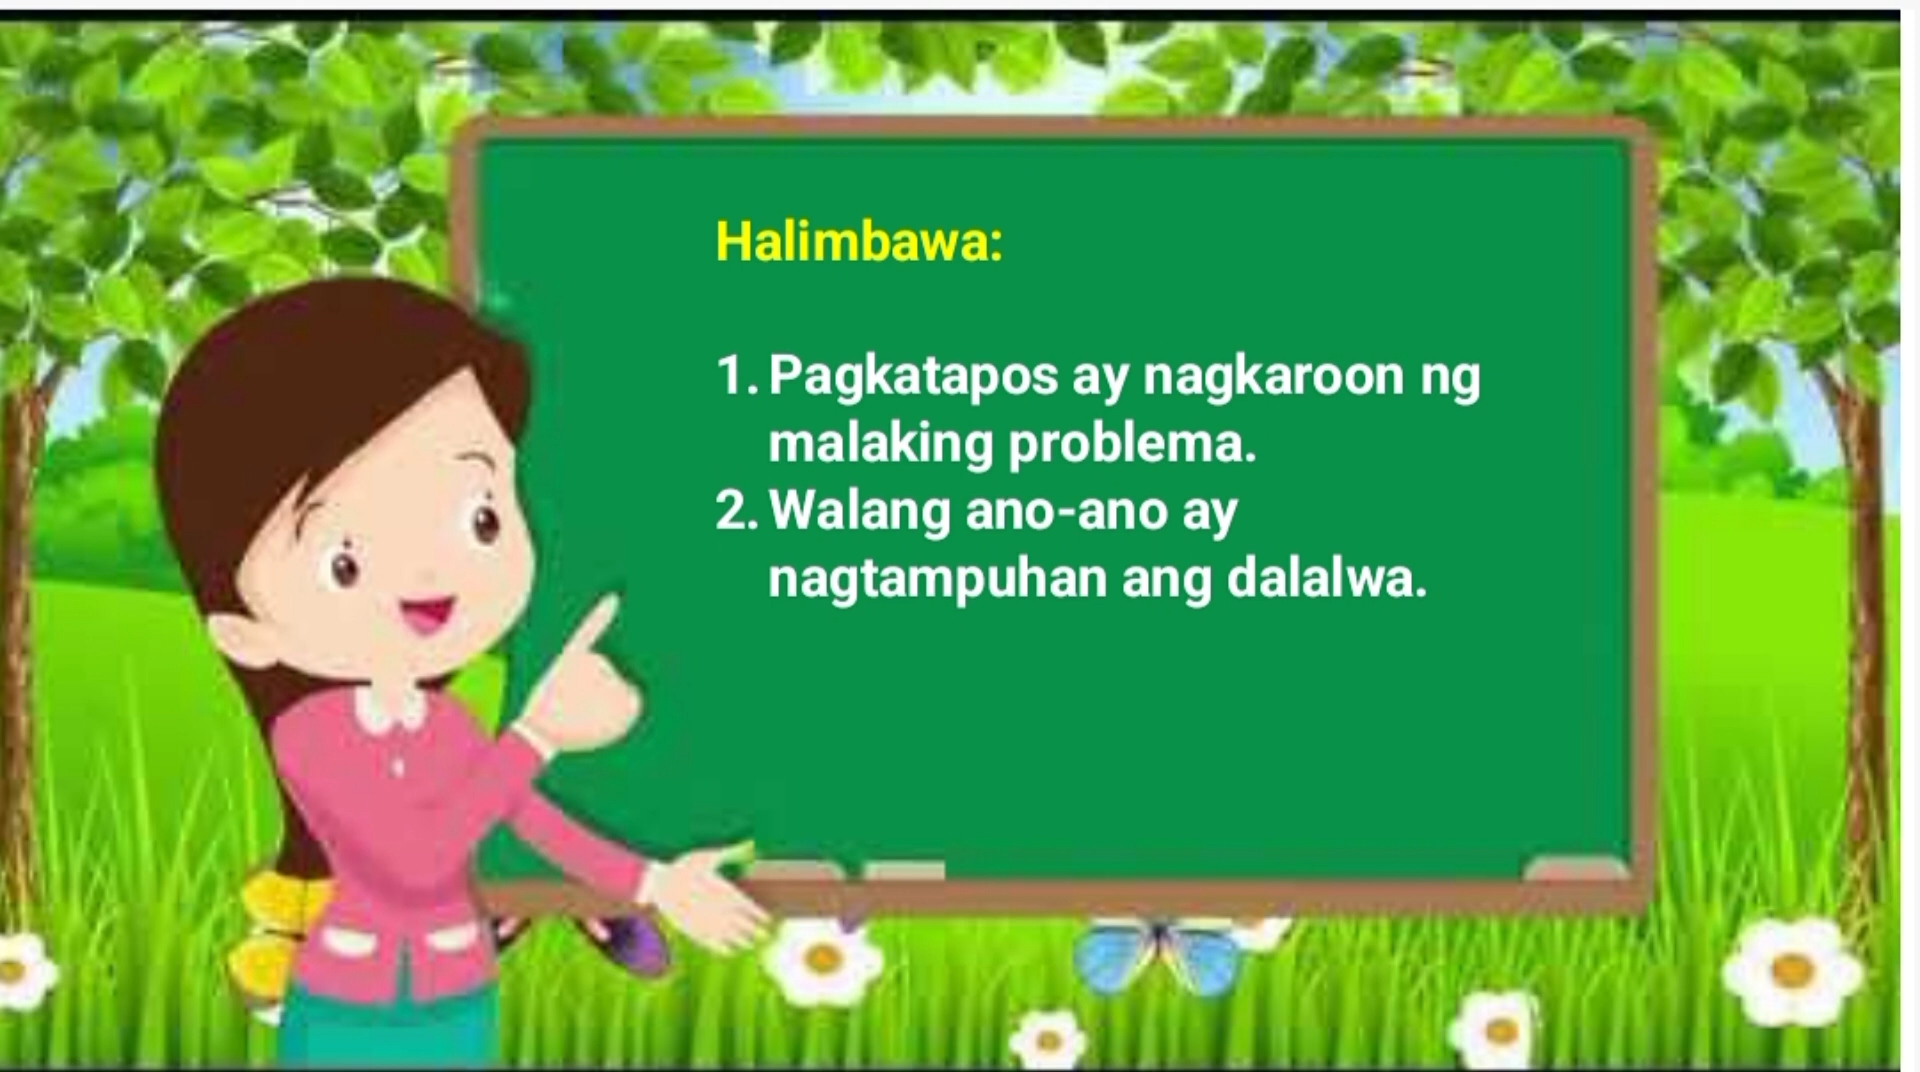 Halimbawa:
1. Pagkatapos ay nagkaroon ng
malaking problema.
2. Walang ano-ano ay
nagtampuhan ang dalalwa.